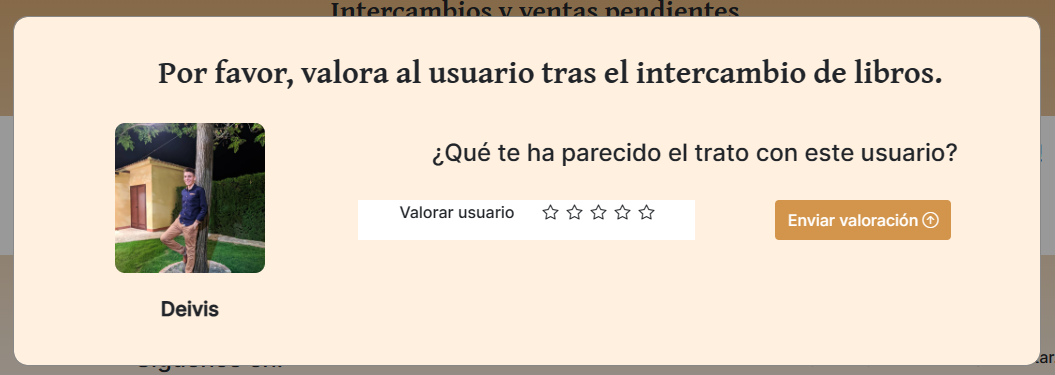 Intercambios y ventas pendientes
Por favor, valora al usuario tras el intercambio de libros.
¿Qué te ha parecido el trato con este usuario?
Valorar usuario
Enviar valoración
Deivis